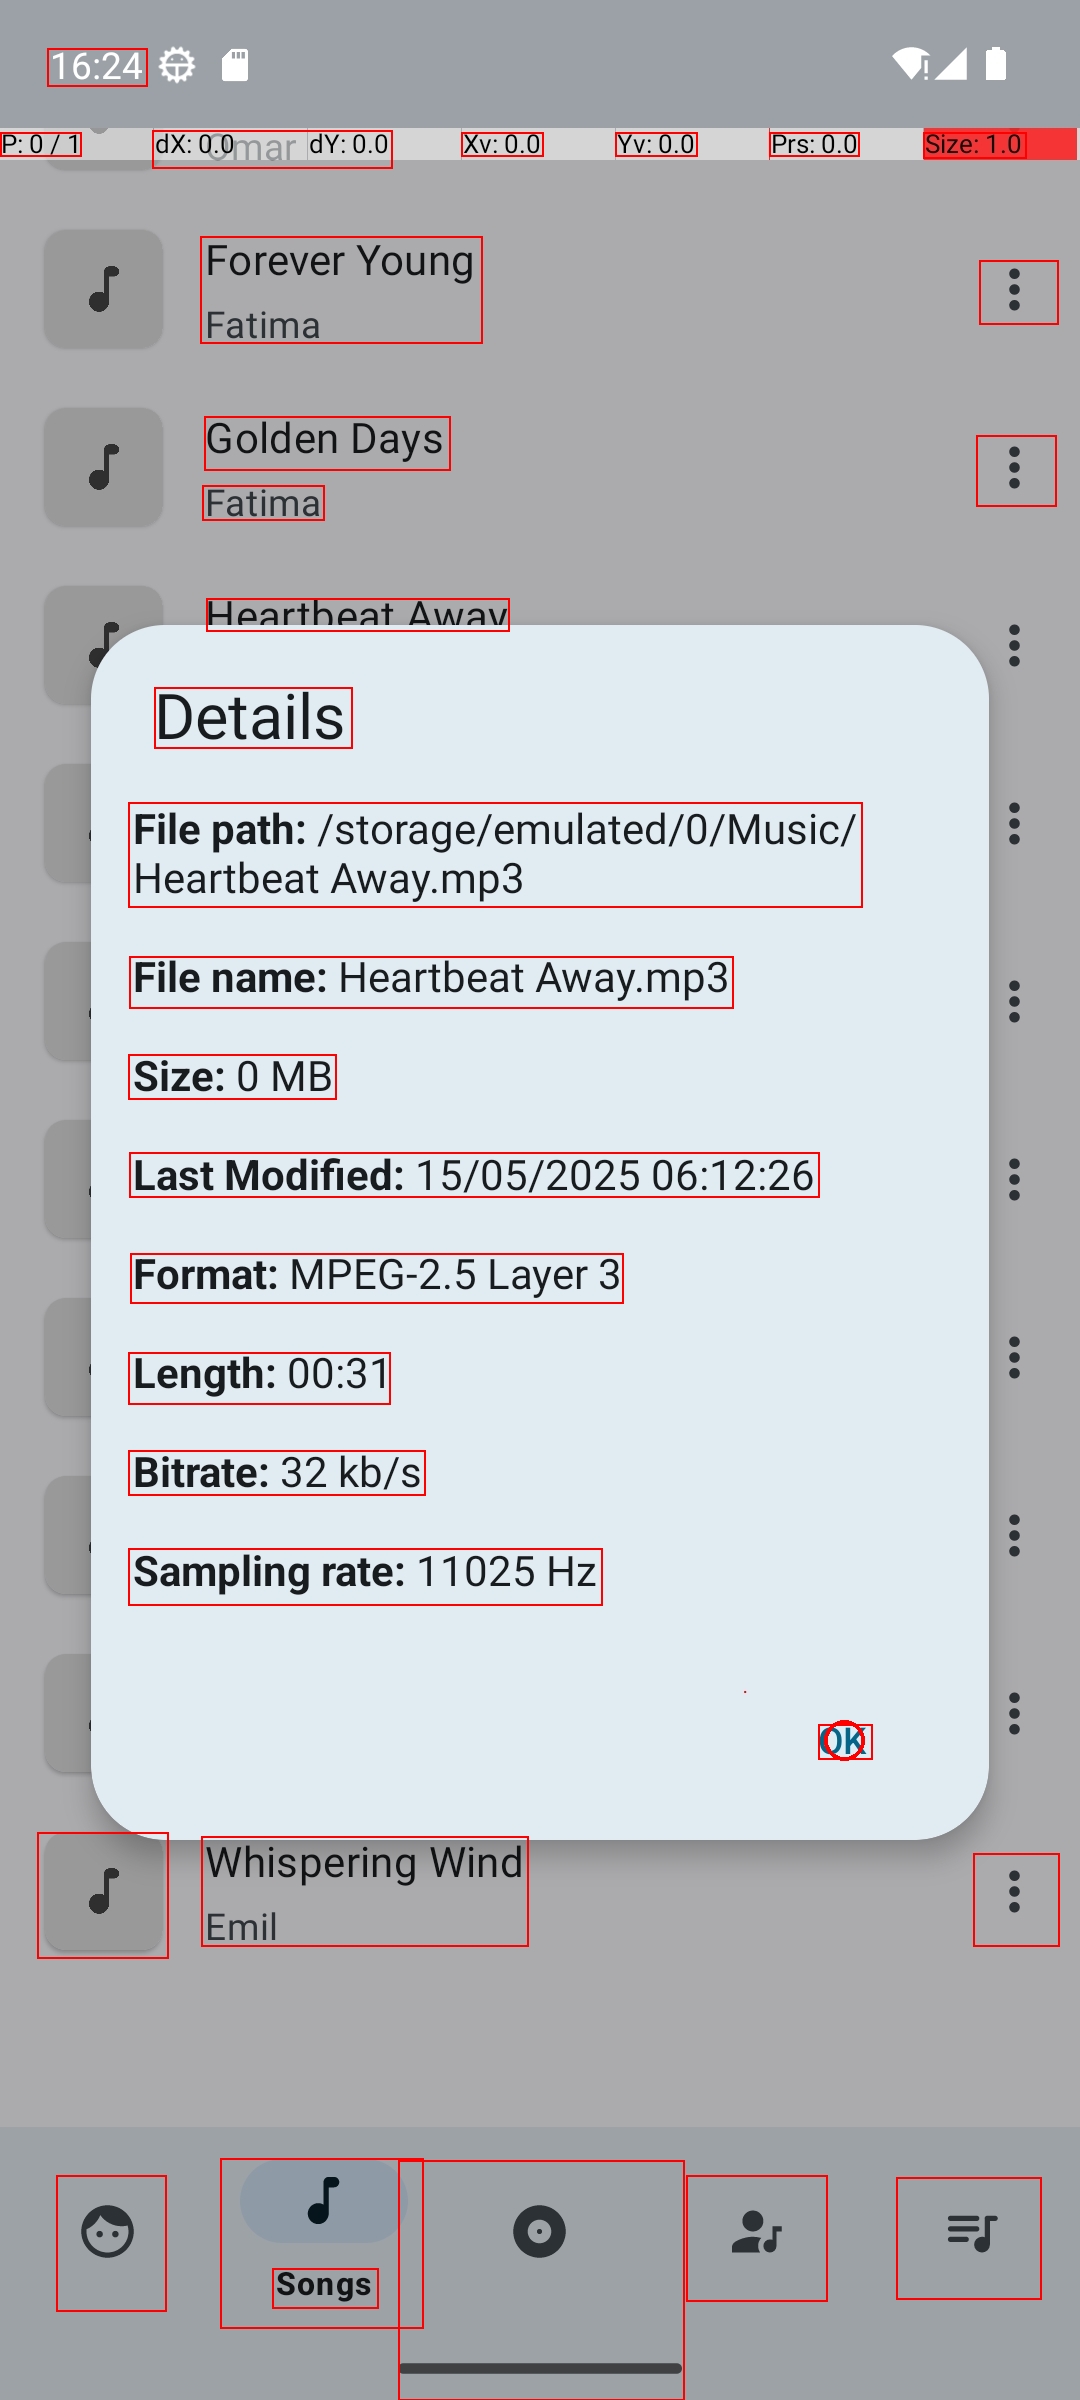 16:24
P: 0 / 1 dX: 0.0 dY: 0.0 Xv: 0.0 Yv: 0.0 Prs: 0.0 Size: 1.0
Omar
Forever Young
Fatima
Golden Days
Fatima
Heartbeat Away
Details
File path: /storage/emulated/0/Music/
Heartbeat Away.mp3
File name: Heartbeat Away.mp3
Size: 0 MB
Last Modified: 15/05/2025 06:12:26
Format: MPEG-2.5 Layer 3
Length: 00:31
Bitrate: 32 kb/s
Sampling rate: 11025 Hz
OK
Whispering Wind
Emil
Songs